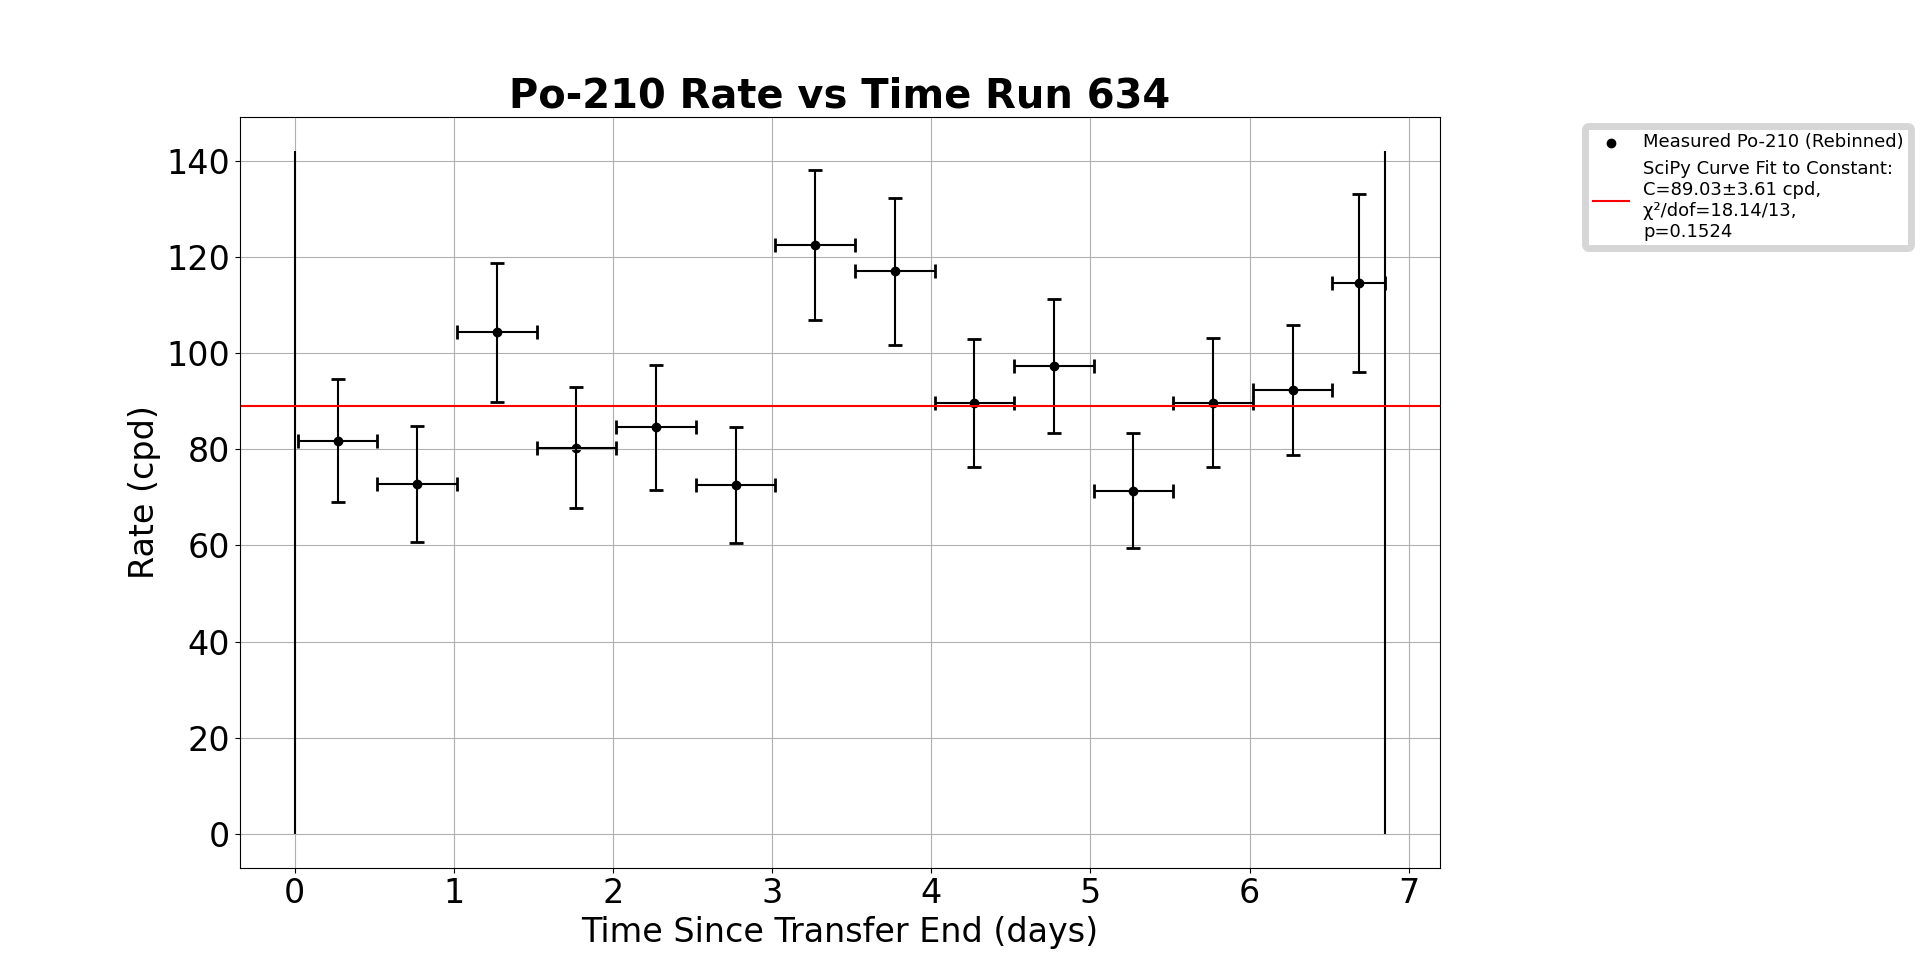 Po-210 Rate vs Time Run 634
Measured Po-210 (Rebinned)
SciPy Curve Fit to Constant:
C=89.03±3.61 cpd,
χ²/dof=18.14/13,
p=0.1524
Rate (cpd)
140
120
100
80
60
40
20
0
0 1 2 3 4 5 6 7
Time Since Transfer End (days)